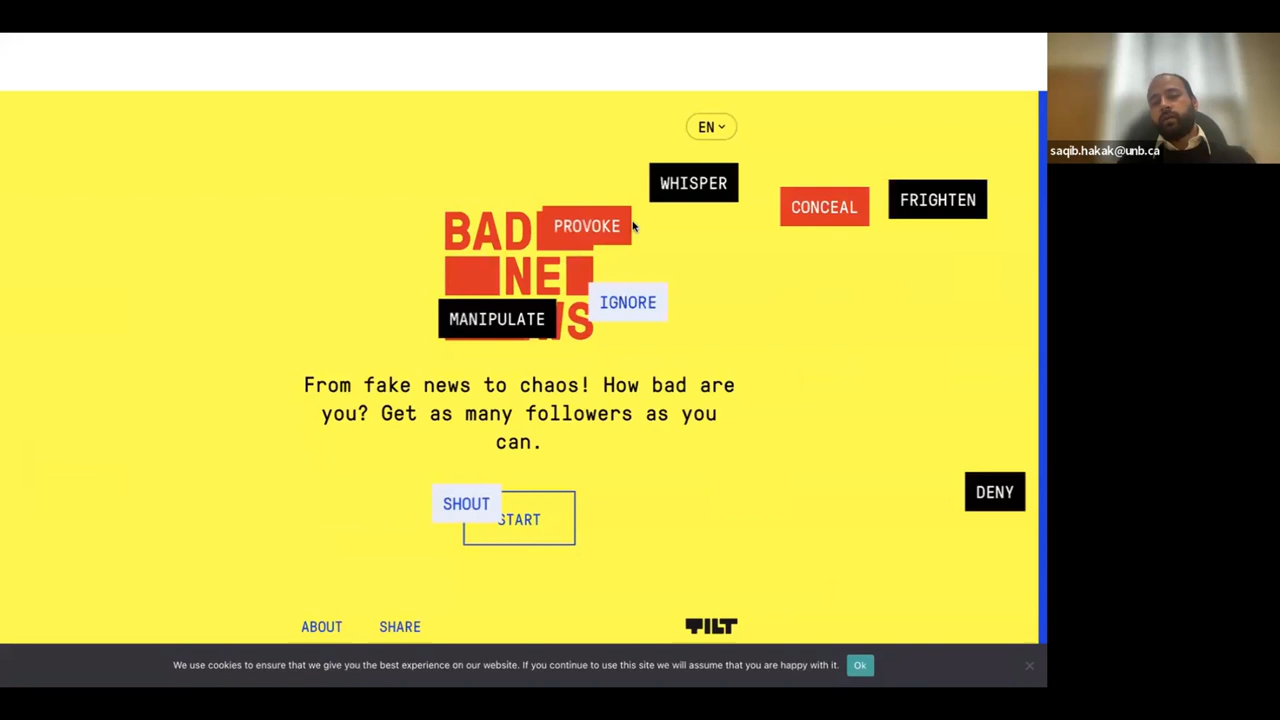 EN
WHISPER
CONCEAL
FRIGHTEN
saqib.hakak@unb.ca
BAD
PROVOKE
NE
IGNORE
MANIPULATE
WS
From fake news to chaos! How bad are
you? Get as many followers as you
can.
DENY
SHOUT
START
ABOUT SHARE
TILT
We use cookies to ensure that we give you the best experience on our website. If you continue to use this site we will assume that you are happy with it. Ok